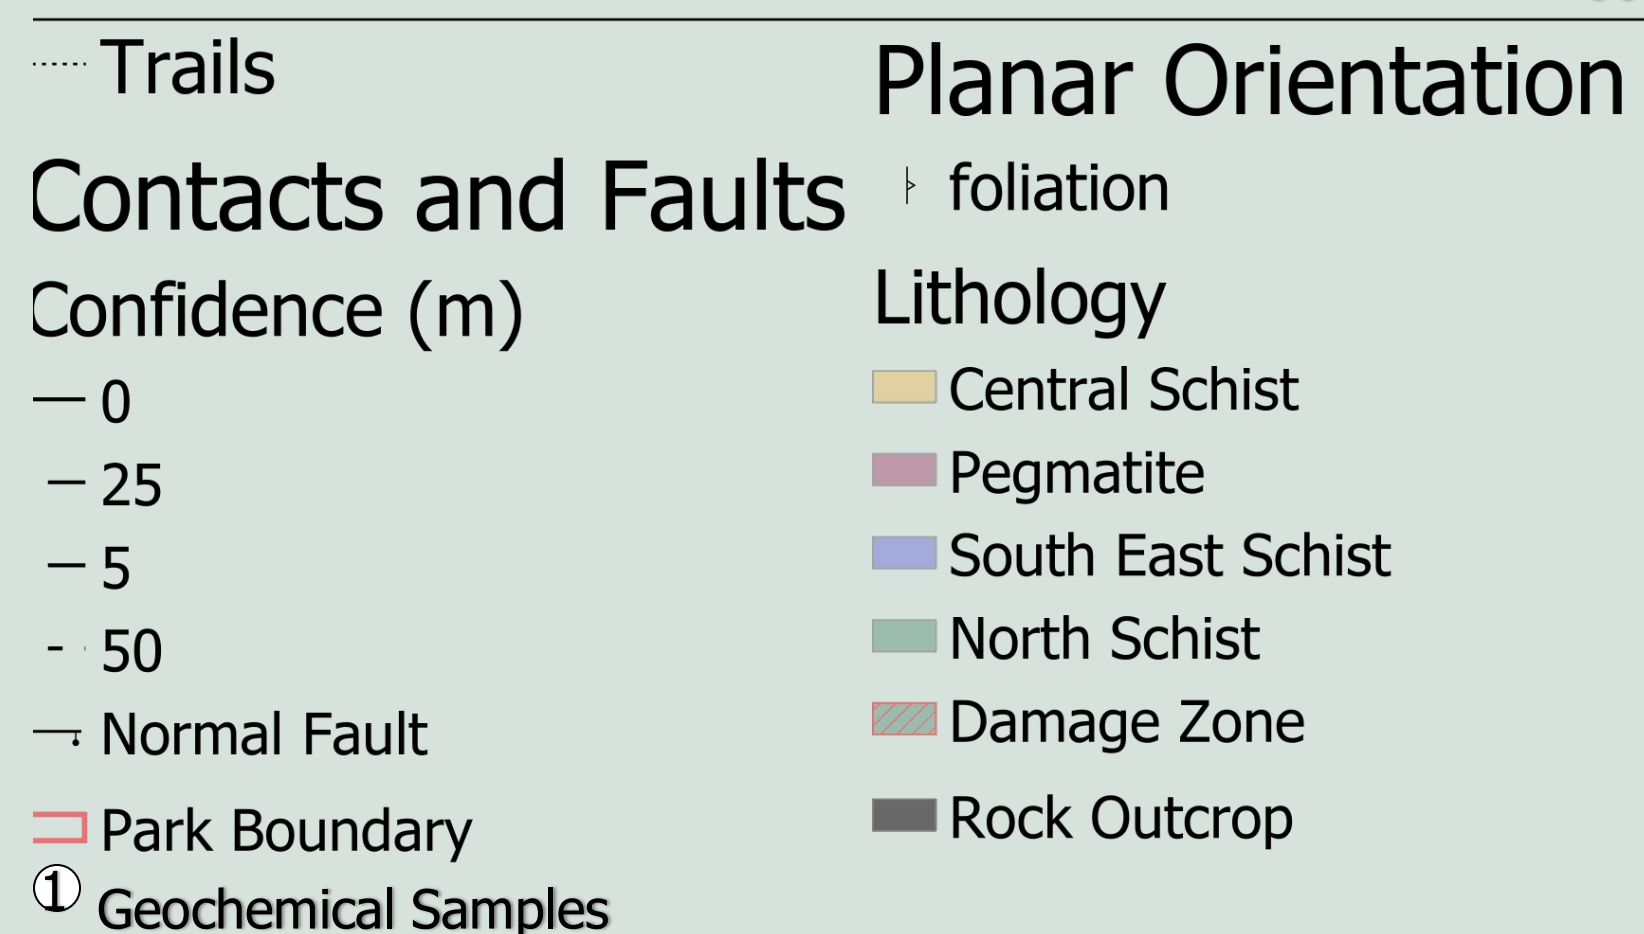 Trails
Contacts and Faults
Confidence (m)
0
25
5
50
Normal Fault
Park Boundary
1
Geochemical Samples
Planar Orientation
foliation
Lithology
Central Schist
Pegmatite
South East Schist
North Schist
Damage Zone
Rock Outcrop